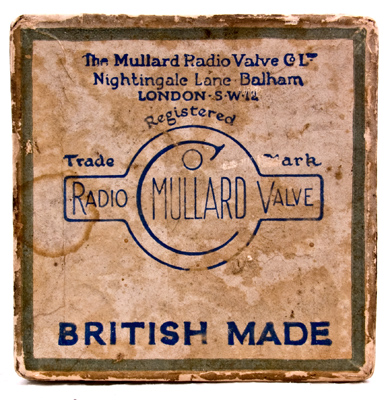 The Mullard Radio Valve Co Lᵀᴰ
Nightingale Lane Balham
LONDON·S·W·12
Registered
Trade Mark
RADIO MULLARD VALVE
BRITISH MADE